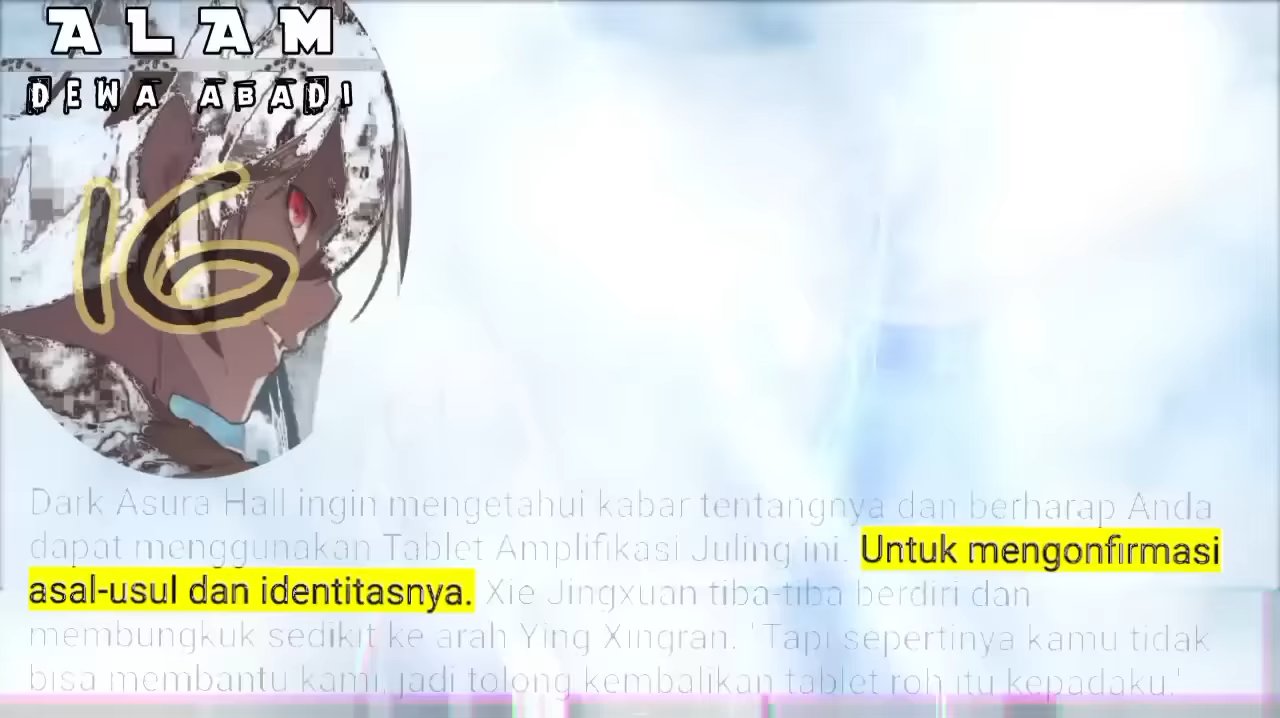 ALAM
DEWA ABADI
16
Dark Asura Hall ingin mengetahui kabar tentangnya dan berharap Anda
dapat menggunakan Tablet Amplifikasi Juling ini. Untuk mengonfirmasi
asal-usul dan identitasnya. Xie Jingxuan tiba-tiba berdiri dan
membungkuk sedikit ke arah Ying Xingran. 'Tapi sepertinya kamu tidak
bisa membantu kami, jadi tolong kembalikan tablet roh itu kepadaku.'